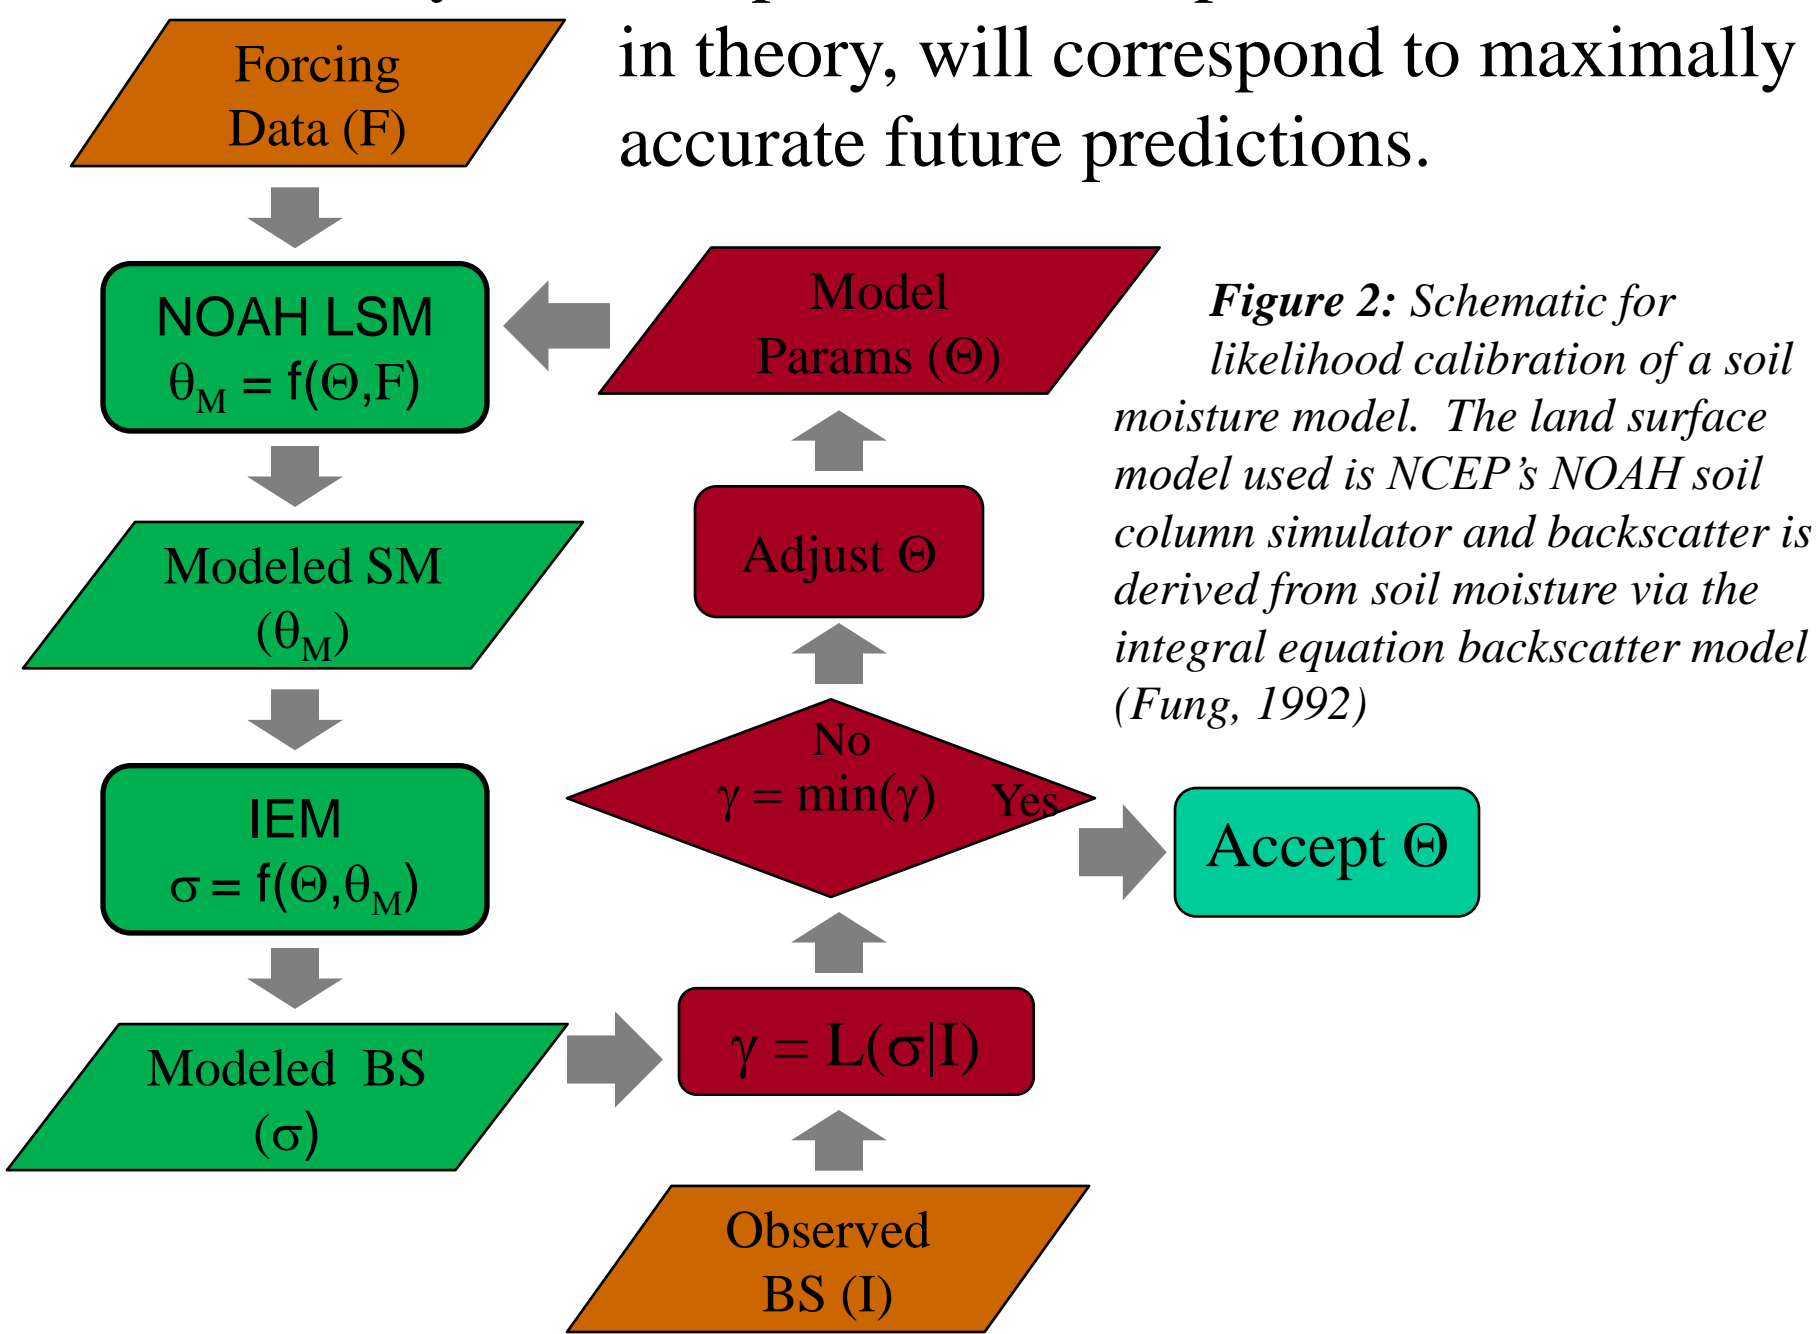 in theory, will correspond to maximally
accurate future predictions.
Forcing
Data (F)
NOAH LSM
θM = f(Θ,F)
Model
Params (Θ)
Figure 2: Schematic for
likelihood calibration of a soil
moisture model. The land surface
model used is NCEP’s NOAH soil
column simulator and backscatter is
derived from soil moisture via the
integral equation backscatter model
(Fung, 1992)
Modeled SM
(θM)
Adjust Θ
No
γ = min(γ) Yes
IEM
σ = f(Θ,θM)
Accept Θ
Modeled BS
(σ)
γ = L(σ|I)
Observed
BS (I)